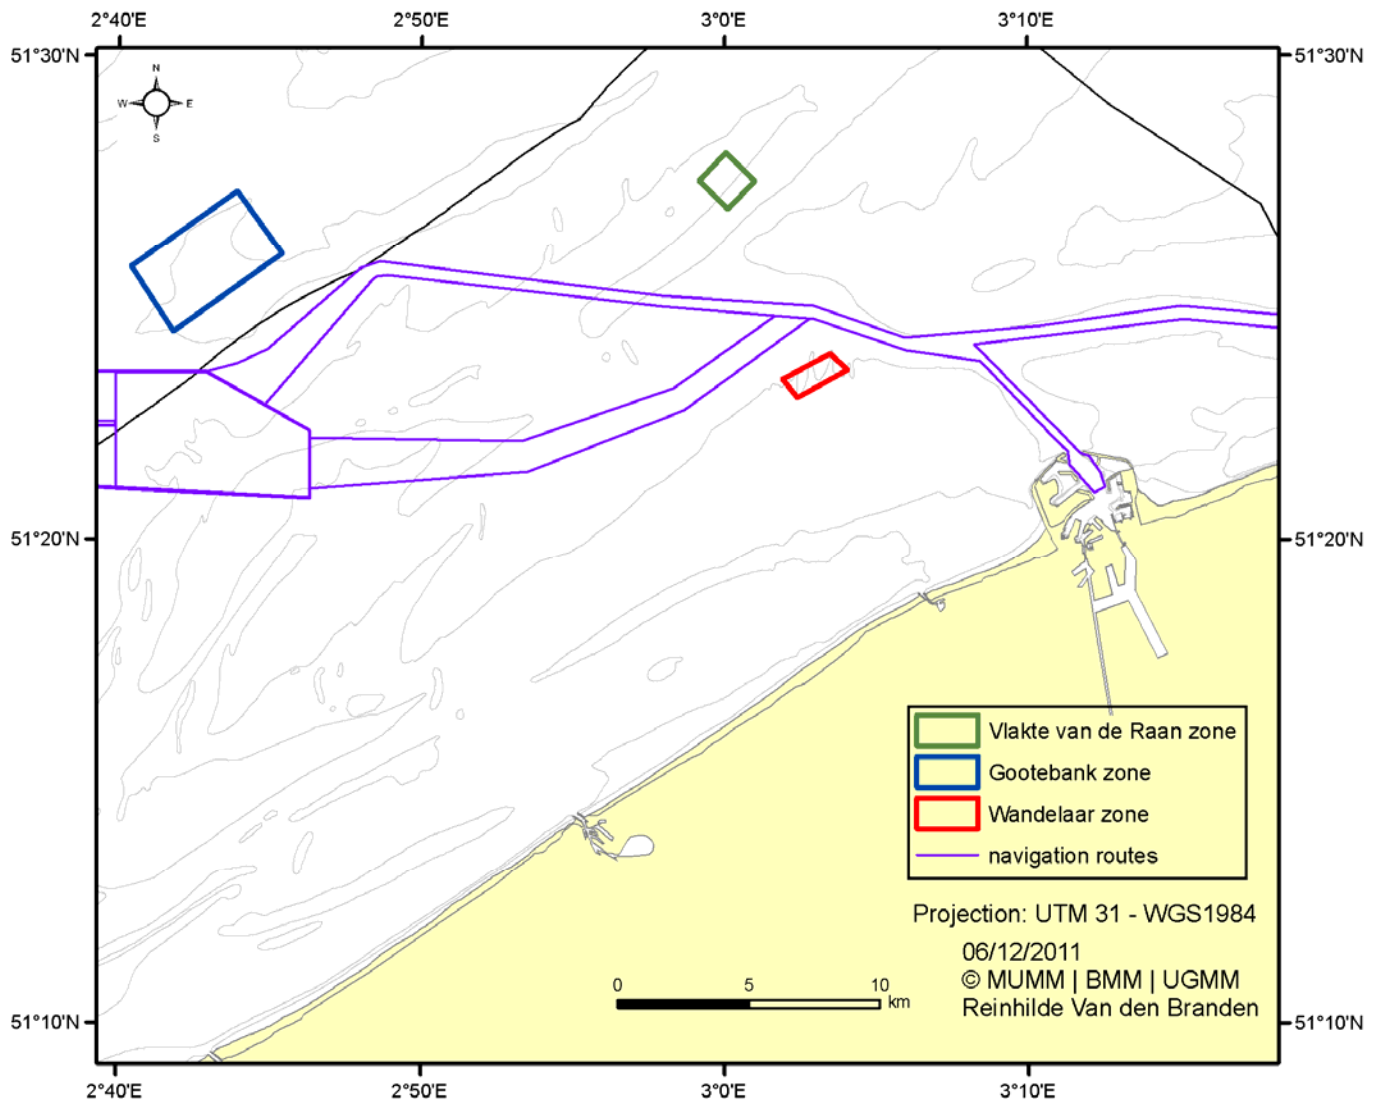 2°40'E 2°50'E 3°0'E 3°10'E
51°30'N 51°30'N
N
W E
S
51°20'N 51°20'N
Vlakte van de Raan zone
Gootebank zone
Wandelaar zone
navigation routes
Projection: UTM 31 - WGS1984
06/12/2011
© MUMM | BMM | UGMM
Reinhilde Van den Branden
0 5 10
km
51°10'N 51°10'N
2°40'E 2°50'E 3°0'E 3°10'E